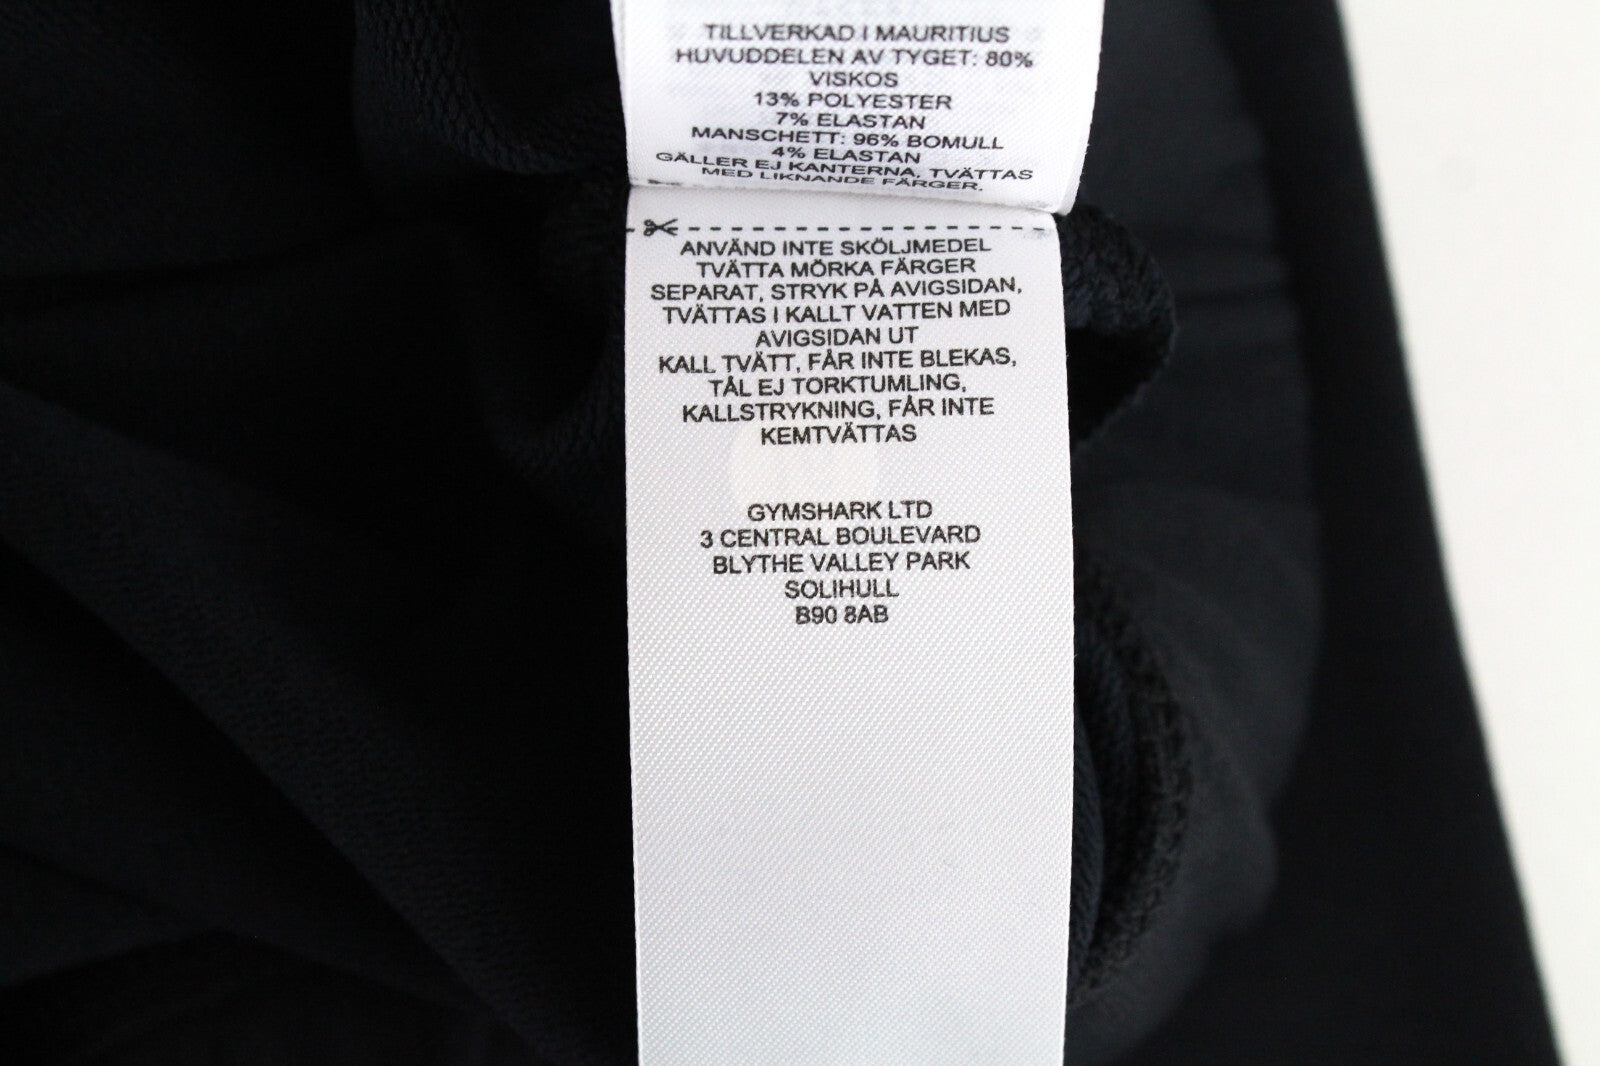 TILLVERKAD I MAURITIUS
HUVUDDELEN AV TYGET: 80%
VISKOS
13% POLYESTER
7% ELASTAN
MANSCHETT: 96% BOMULL
4% ELASTAN
GÄLLER EJ KANTERNA, TVÄTTAS
MED LIKNANDE FÄRGER.
ANVÄND INTE SKÖLJMEDEL
TVÄTTA MÖRKA FÄRGER
SEPARAT, STRYK PÅ AVIGSIDAN,
TVÄTTAS I KALLT VATTEN MED
AVIGSIDAN UT
KALL TVÄTT, FÅR INTE BLEKAS,
TÅL EJ TORKTUMLING,
KALLSTRYKNING, FÅR INTE
KEMTVÄTTAS
GYMSHARK LTD
3 CENTRAL BOULEVARD
BLYTHE VALLEY PARK
SOLIHULL
B90 8AB